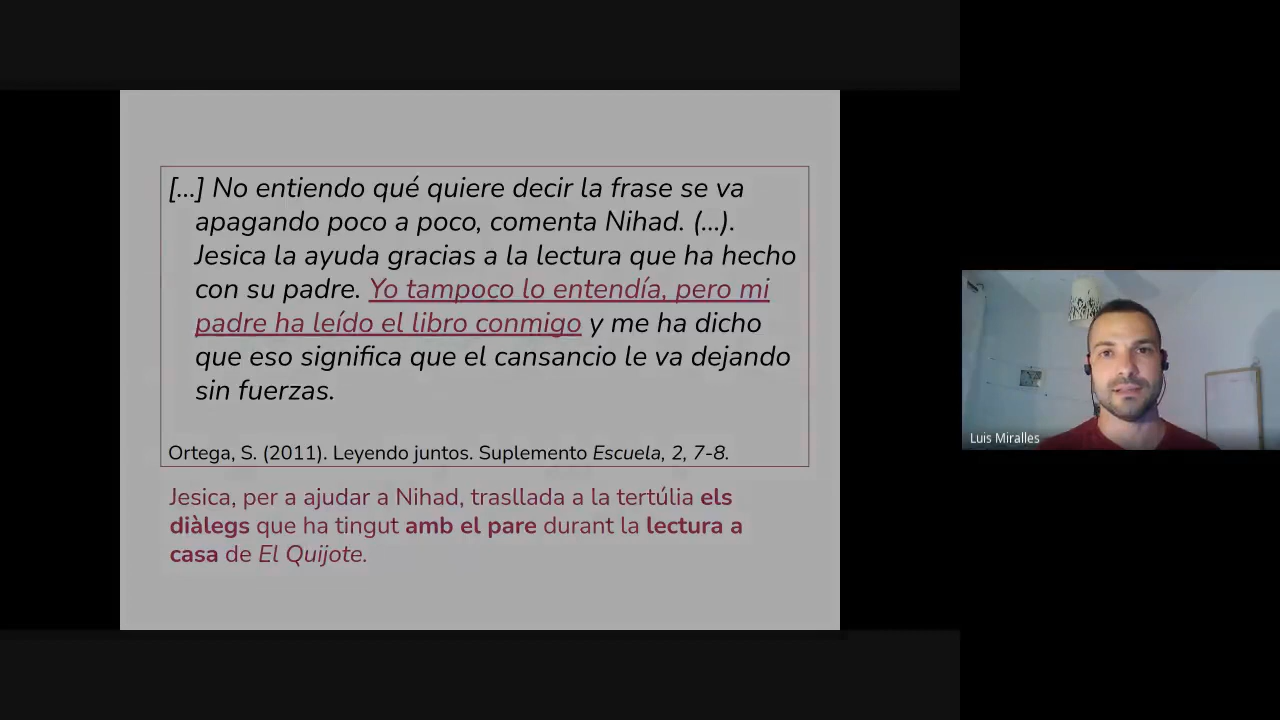 [...] No entiendo qué quiere decir la frase se va
apagando poco a poco, comenta Nihad. (...).
Jesica la ayuda gracias a la lectura que ha hecho
con su padre. Yo tampoco lo entendía, pero mi
padre ha leído el libro conmigo y me ha dicho
que eso significa que el cansancio le va dejando
sin fuerzas.
Ortega, S. (2011). Leyendo juntos. Suplemento Escuela, 2, 7-8.
Jesica, per a ajudar a Nihad, trasllada a la tertúlia els
diàlegs que ha tingut amb el pare durant la lectura a
casa de El Quijote.
Luis Miralles